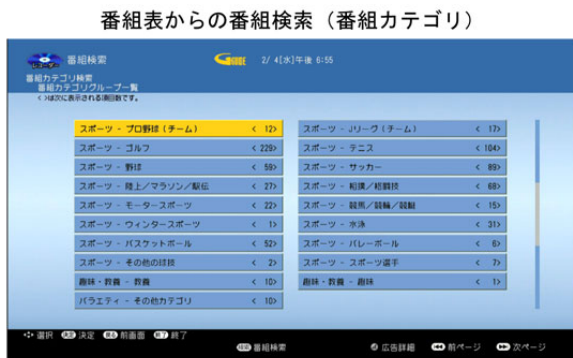 番組表からの番組検索（番組カテゴリ）
番組検索
GUIDE 2/ 4[水]午後 6:55
番組カテゴリ検索
番組カテゴリグループ一覧
< >は次に表示される項目数です。
スポーツ - プロ野球（チーム） < 12>
スポーツ - Jリーグ（チーム） < 17>
スポーツ - ゴルフ < 229>
スポーツ - テニス < 104>
スポーツ - 野球 < 59>
スポーツ - サッカー < 89>
スポーツ - 陸上／マラソン／駅伝 < 27>
スポーツ - 相撲／格闘技 < 68>
スポーツ - モータースポーツ < 22>
スポーツ - 競馬／競輪／競艇 < 15>
スポーツ - ウィンタースポーツ < 1>
スポーツ - 水泳 < 31>
スポーツ - バスケットボール < 52>
スポーツ - バレーボール < 6>
スポーツ - その他の球技 < 2>
スポーツ - スポーツ選手 < 7>
趣味・教養 - 教養 < 10>
趣味・教養 - 趣味 < 1>
バラエティ - その他カテゴリ < 10>
選択 決定 決定 戻る 前画面 終了 終了
検索 番組検索 広告詳細 前ページ 次ページ